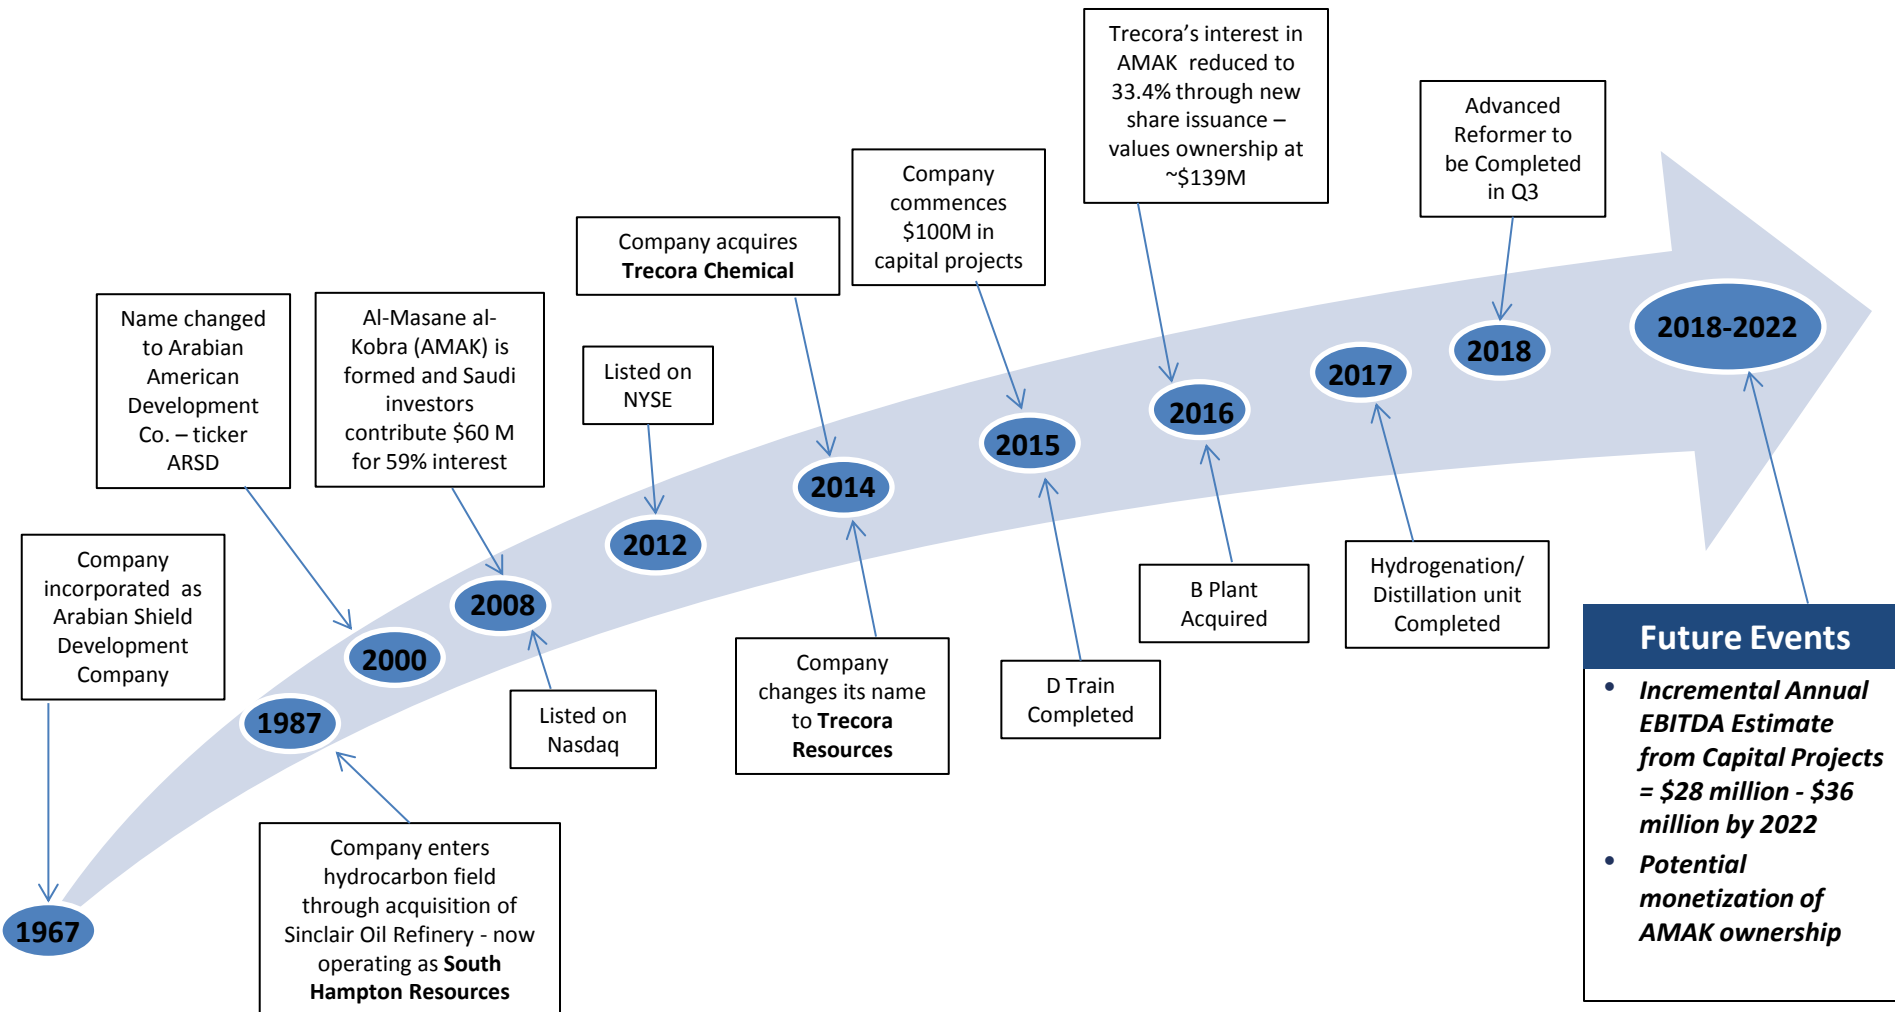 Trecora's interest in
AMAK reduced to
33.4% through new
share issuance –
values ownership at
~$139M
Advanced
Reformer to
be Completed
in Q3
Company
commences
$100M in
capital projects
Company acquires
Trecora Chemical
Name changed
to Arabian
American
Development
Co. – ticker
ARSD
Al-Masane al-
Kobra (AMAK) is
formed and Saudi
investors
contribute $60 M
for 59% interest
Listed on
NYSE
Company
incorporated as
Arabian Shield
Development
Company
1967
1987
2000
2008
2012
2014
2015
2016
2017
2018
2018-2022
Company enters
hydrocarbon field
through acquisition of
Sinclair Oil Refinery - now
operating as South
Hampton Resources
Listed on
Nasdaq
Company
changes its name
to Trecora
Resources
D Train
Completed
B Plant
Acquired
Hydrogenation/
Distillation unit
Completed
Future Events
• Incremental Annual
EBITDA Estimate
from Capital Projects
= $28 million - $36
million by 2022
• Potential
monetization of
AMAK ownership